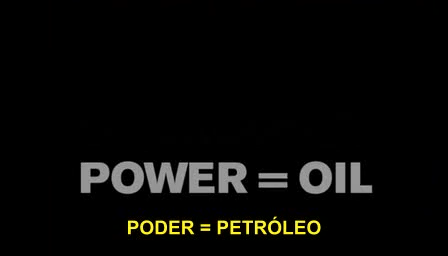 POWER = OIL
PODER = PETRÓLEO